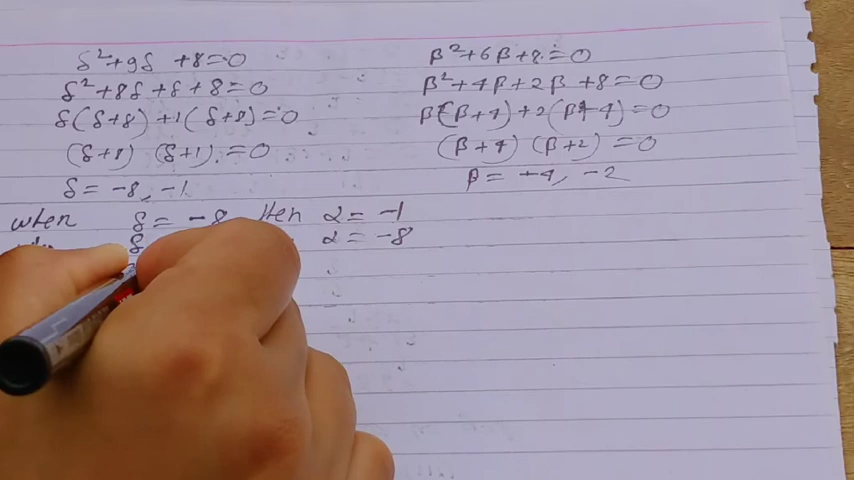 δ²+9δ +8=0
δ²+8δ+δ+8=0
δ(δ+8)+1(δ+8)=0
(δ+8) (δ+1)=0
δ= -8, -1
β²+6β+8=0
β²+4β+2β+8=0
β(β+4)+2(β+4)=0
(β+4) (β+2)=0
β= +4, -2
when δ= -8 then α= -1
δ α= -8